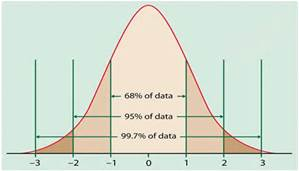 68% of data
95% of data
99.7% of data
−3 −2 −1 0 1 2 3